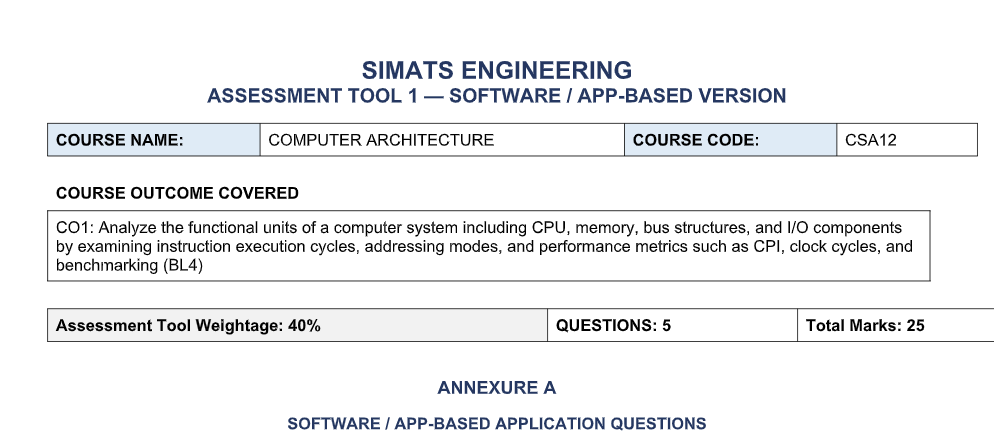 SIMATS ENGINEERING
ASSESSMENT TOOL 1 — SOFTWARE / APP-BASED VERSION
COURSE NAME: COMPUTER ARCHITECTURE COURSE CODE: CSA12
COURSE OUTCOME COVERED
CO1: Analyze the functional units of a computer system including CPU, memory, bus structures, and I/O components
by examining instruction execution cycles, addressing modes, and performance metrics such as CPI, clock cycles, and
benchmarking (BL4)
Assessment Tool Weightage: 40% QUESTIONS: 5 Total Marks: 25
ANNEXURE A
SOFTWARE / APP-BASED APPLICATION QUESTIONS